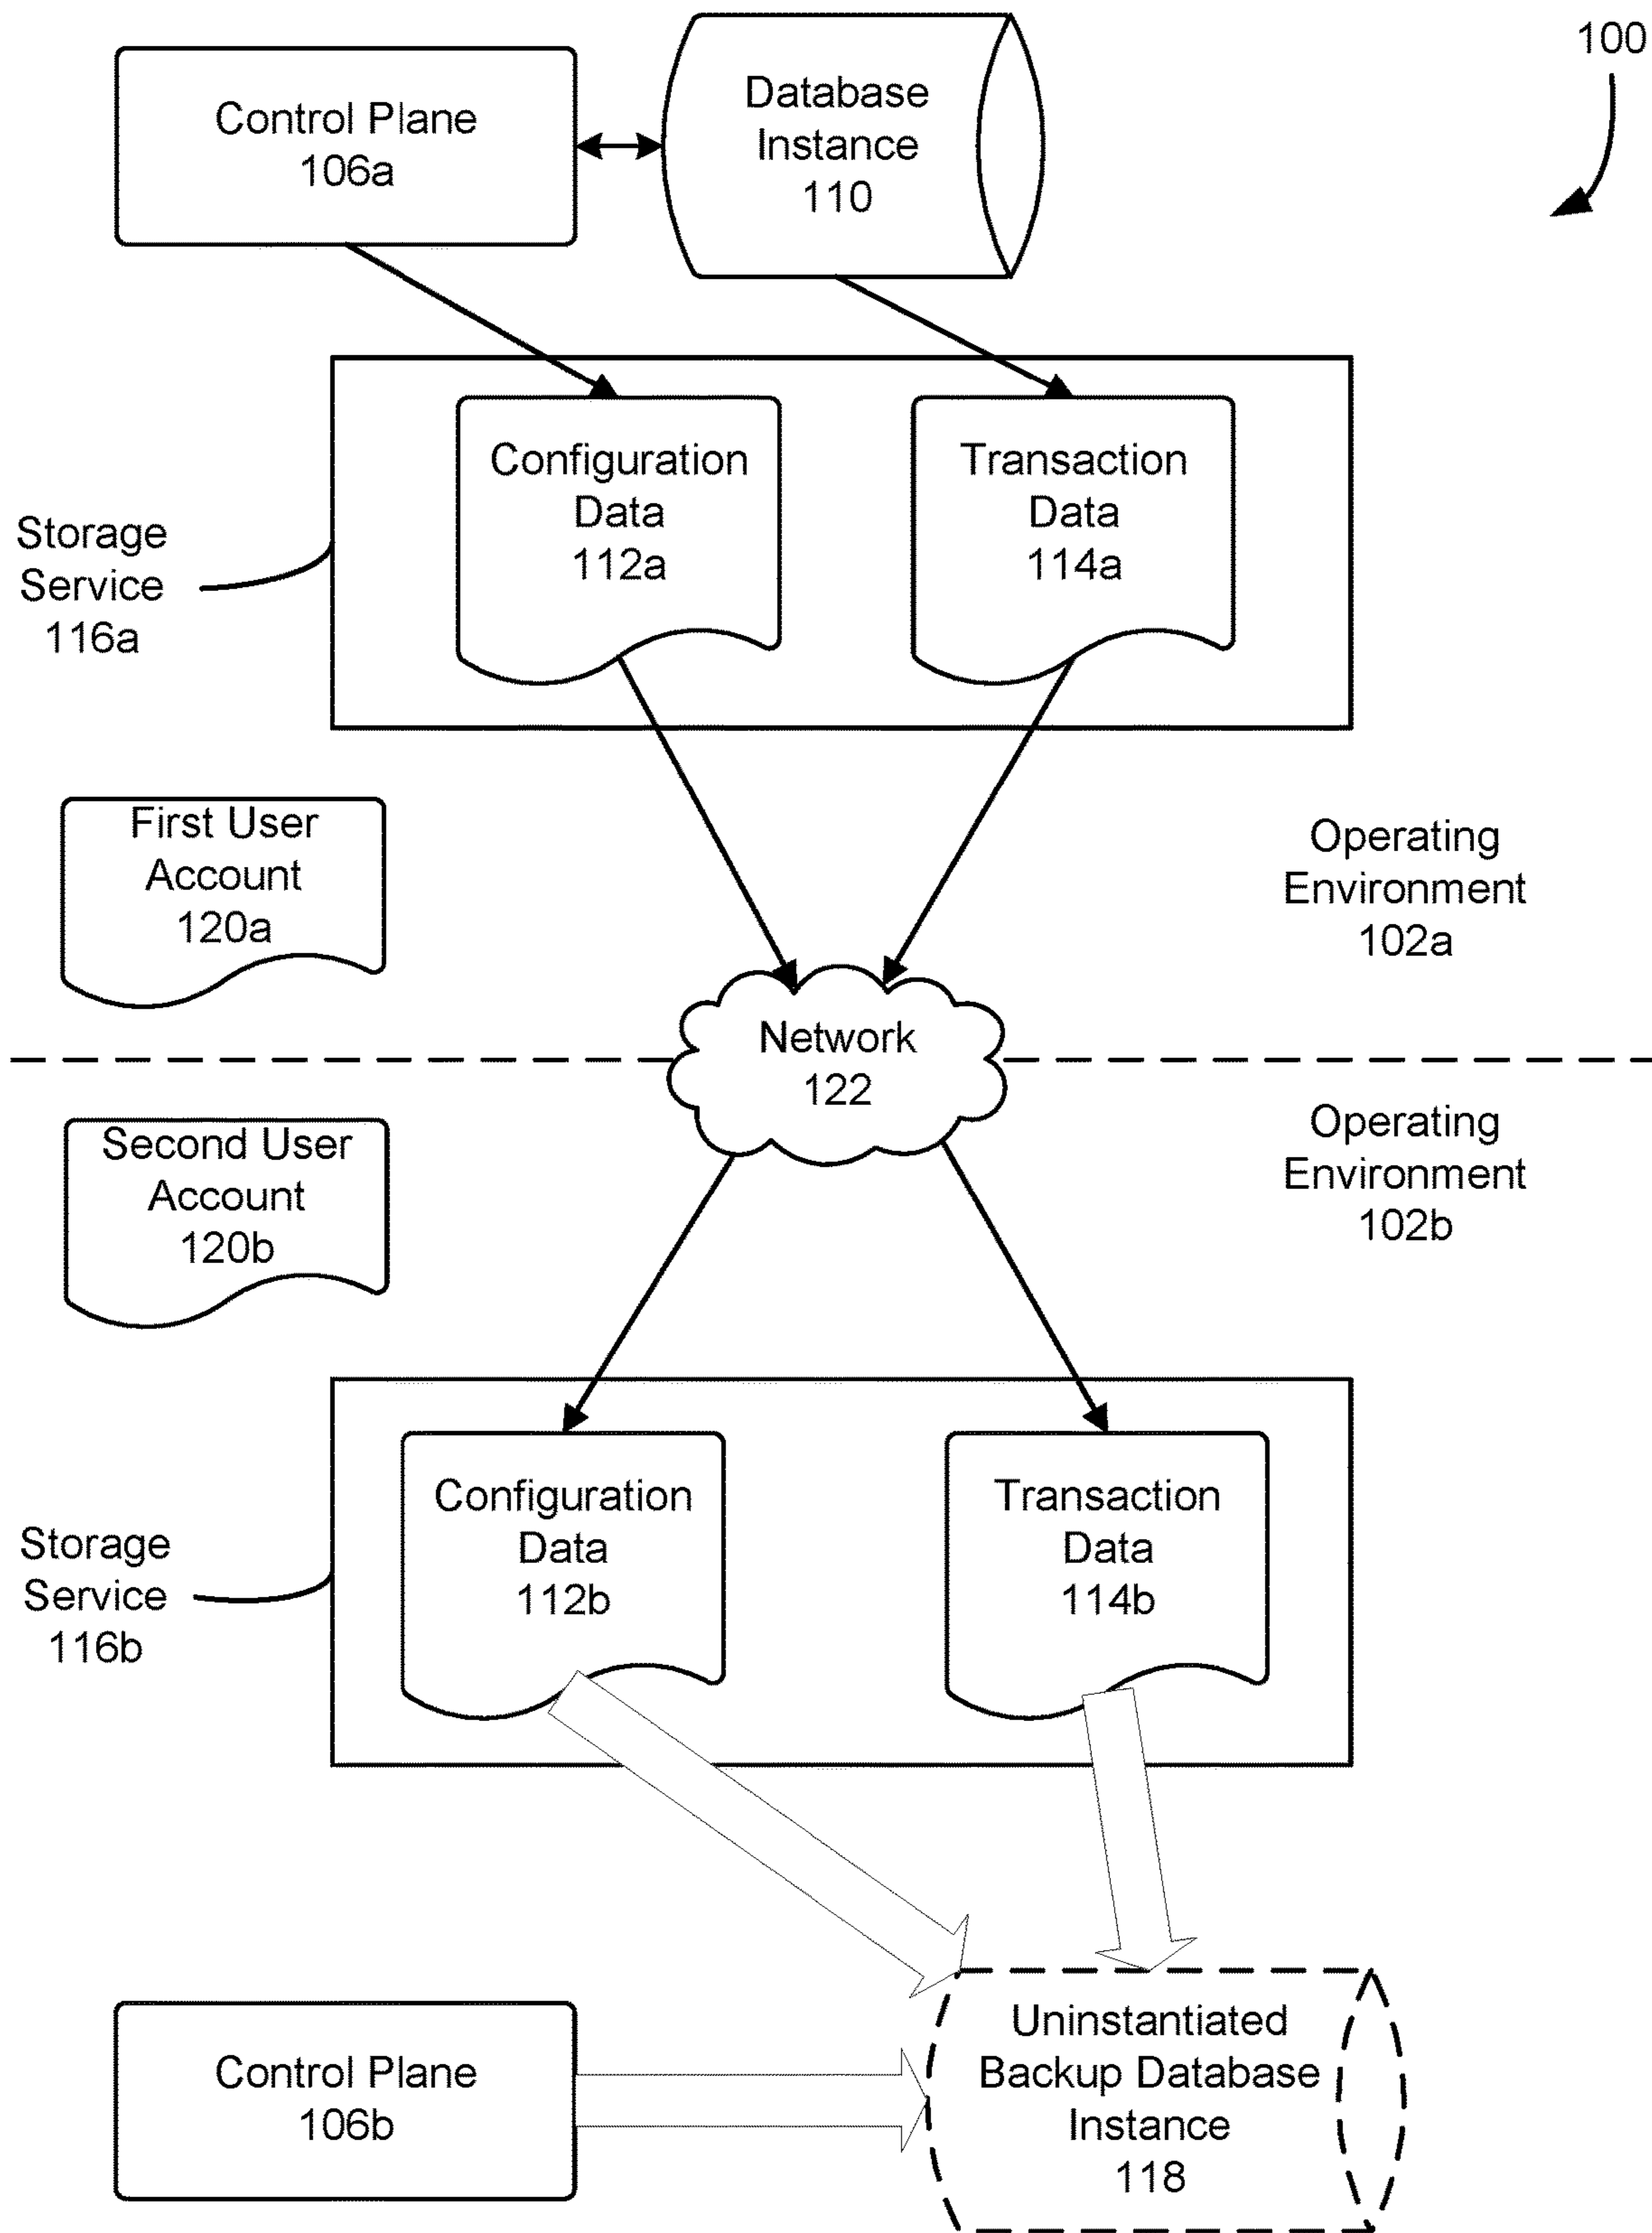 100
Control Plane
106a
Database
Instance
110
Configuration
Data
112a
Transaction
Data
114a
Storage
Service
116a
First User
Account
120a
Operating
Environment
102a
Network
122
Second User
Account
120b
Operating
Environment
102b
Configuration
Data
112b
Transaction
Data
114b
Storage
Service
116b
Control Plane
106b
Uninstantiated
Backup Database
Instance
118